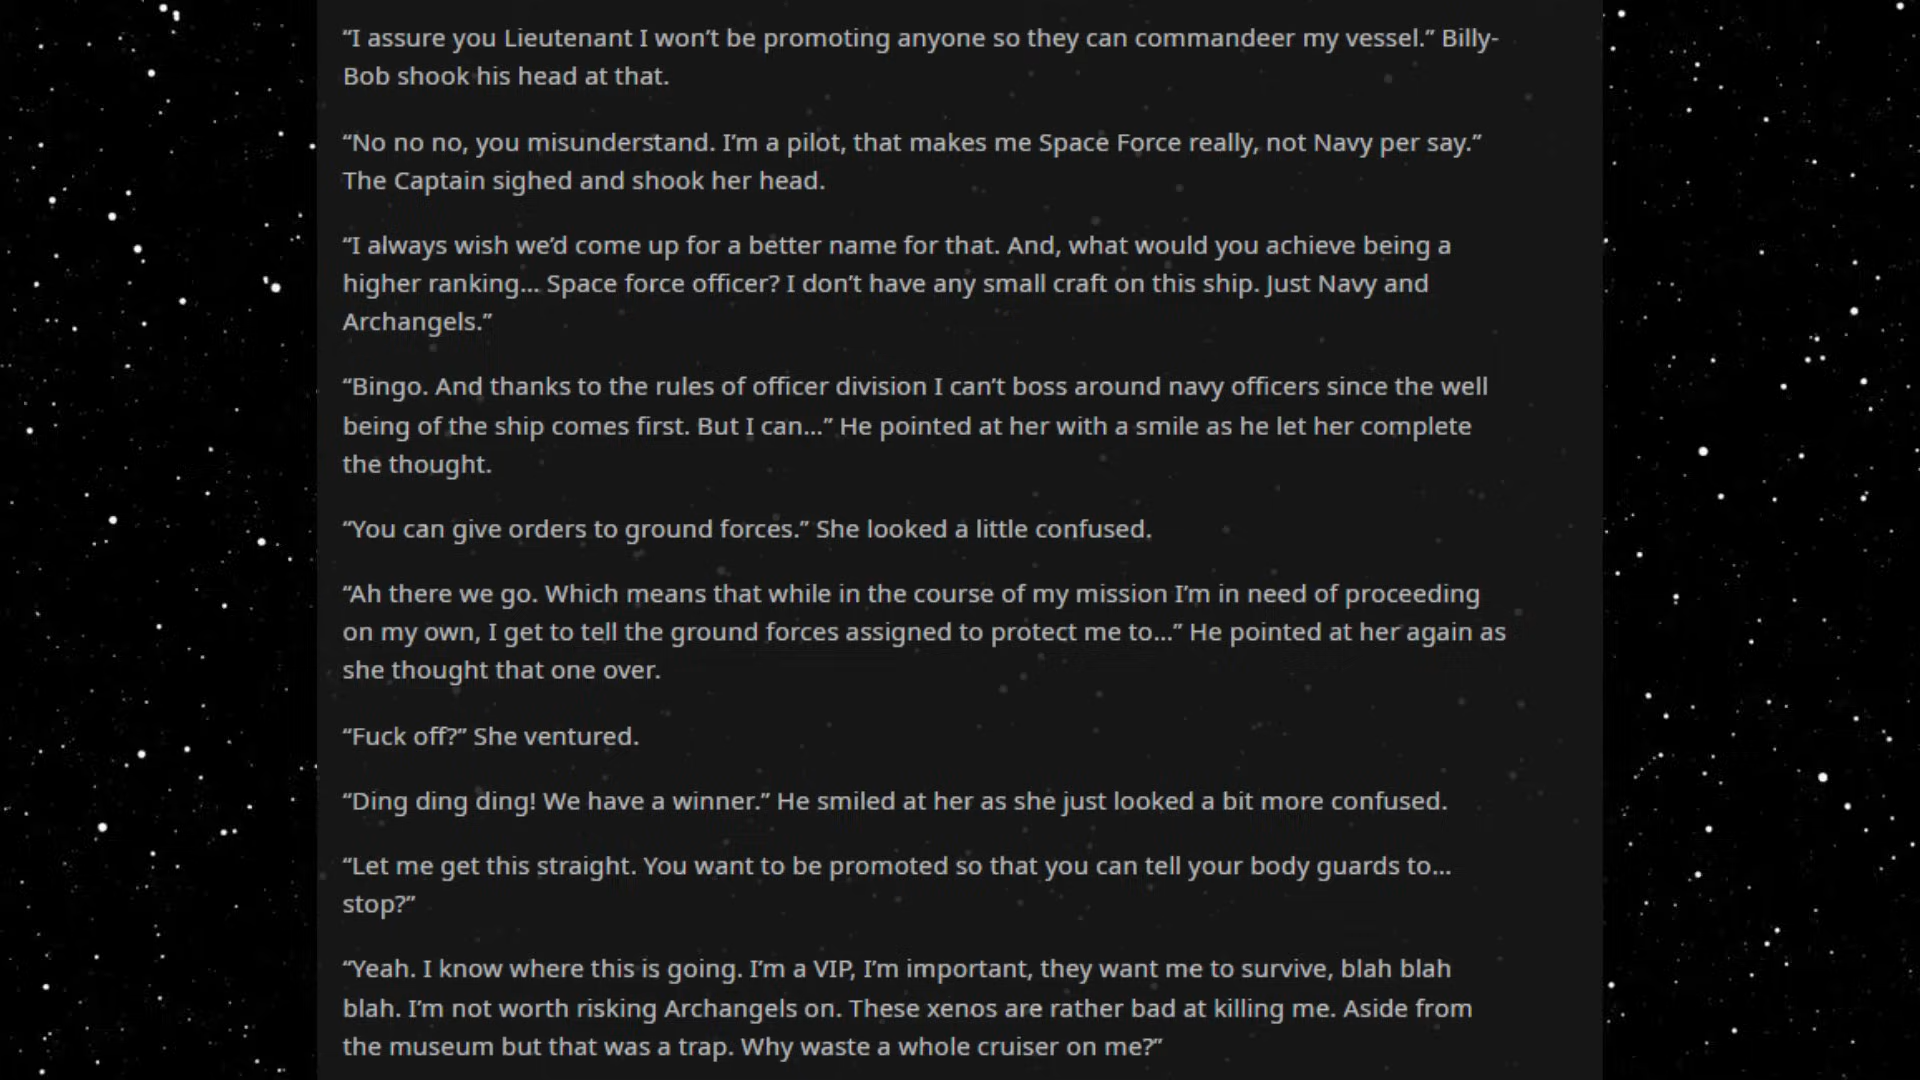 “I assure you Lieutenant I won’t be promoting anyone so they can commandeer my vessel.” Billy-
Bob shook his head at that.
“No no no, you misunderstand. I’m a pilot, that makes me Space Force really, not Navy per say.”
The Captain sighed and shook her head.
“I always wish we’d come up for a better name for that. And, what would you achieve being a
higher ranking… Space force officer? I don’t have any small craft on this ship. Just Navy and
Archangels.”
“Bingo. And thanks to the rules of officer division I can’t boss around navy officers since the well
being of the ship comes first. But I can…” He pointed at her with a smile as he let her complete
the thought.
“You can give orders to ground forces.” She looked a little confused.
“Ah there we go. Which means that while in the course of my mission I’m in need of proceeding
on my own, I get to tell the ground forces assigned to protect me to…” He pointed at her again as
she thought that one over.
“Fuck off?” She ventured.
“Ding ding ding! We have a winner.” He smiled at her as she just looked a bit more confused.
“Let me get this straight. You want to be promoted so that you can tell your body guards to…
stop?”
“Yeah. I know where this is going. I’m a VIP, I’m important, they want me to survive, blah blah
blah. I’m not worth risking Archangels on. These xenos are rather bad at killing me. Aside from
the museum but that was a trap. Why waste a whole cruiser on me?”